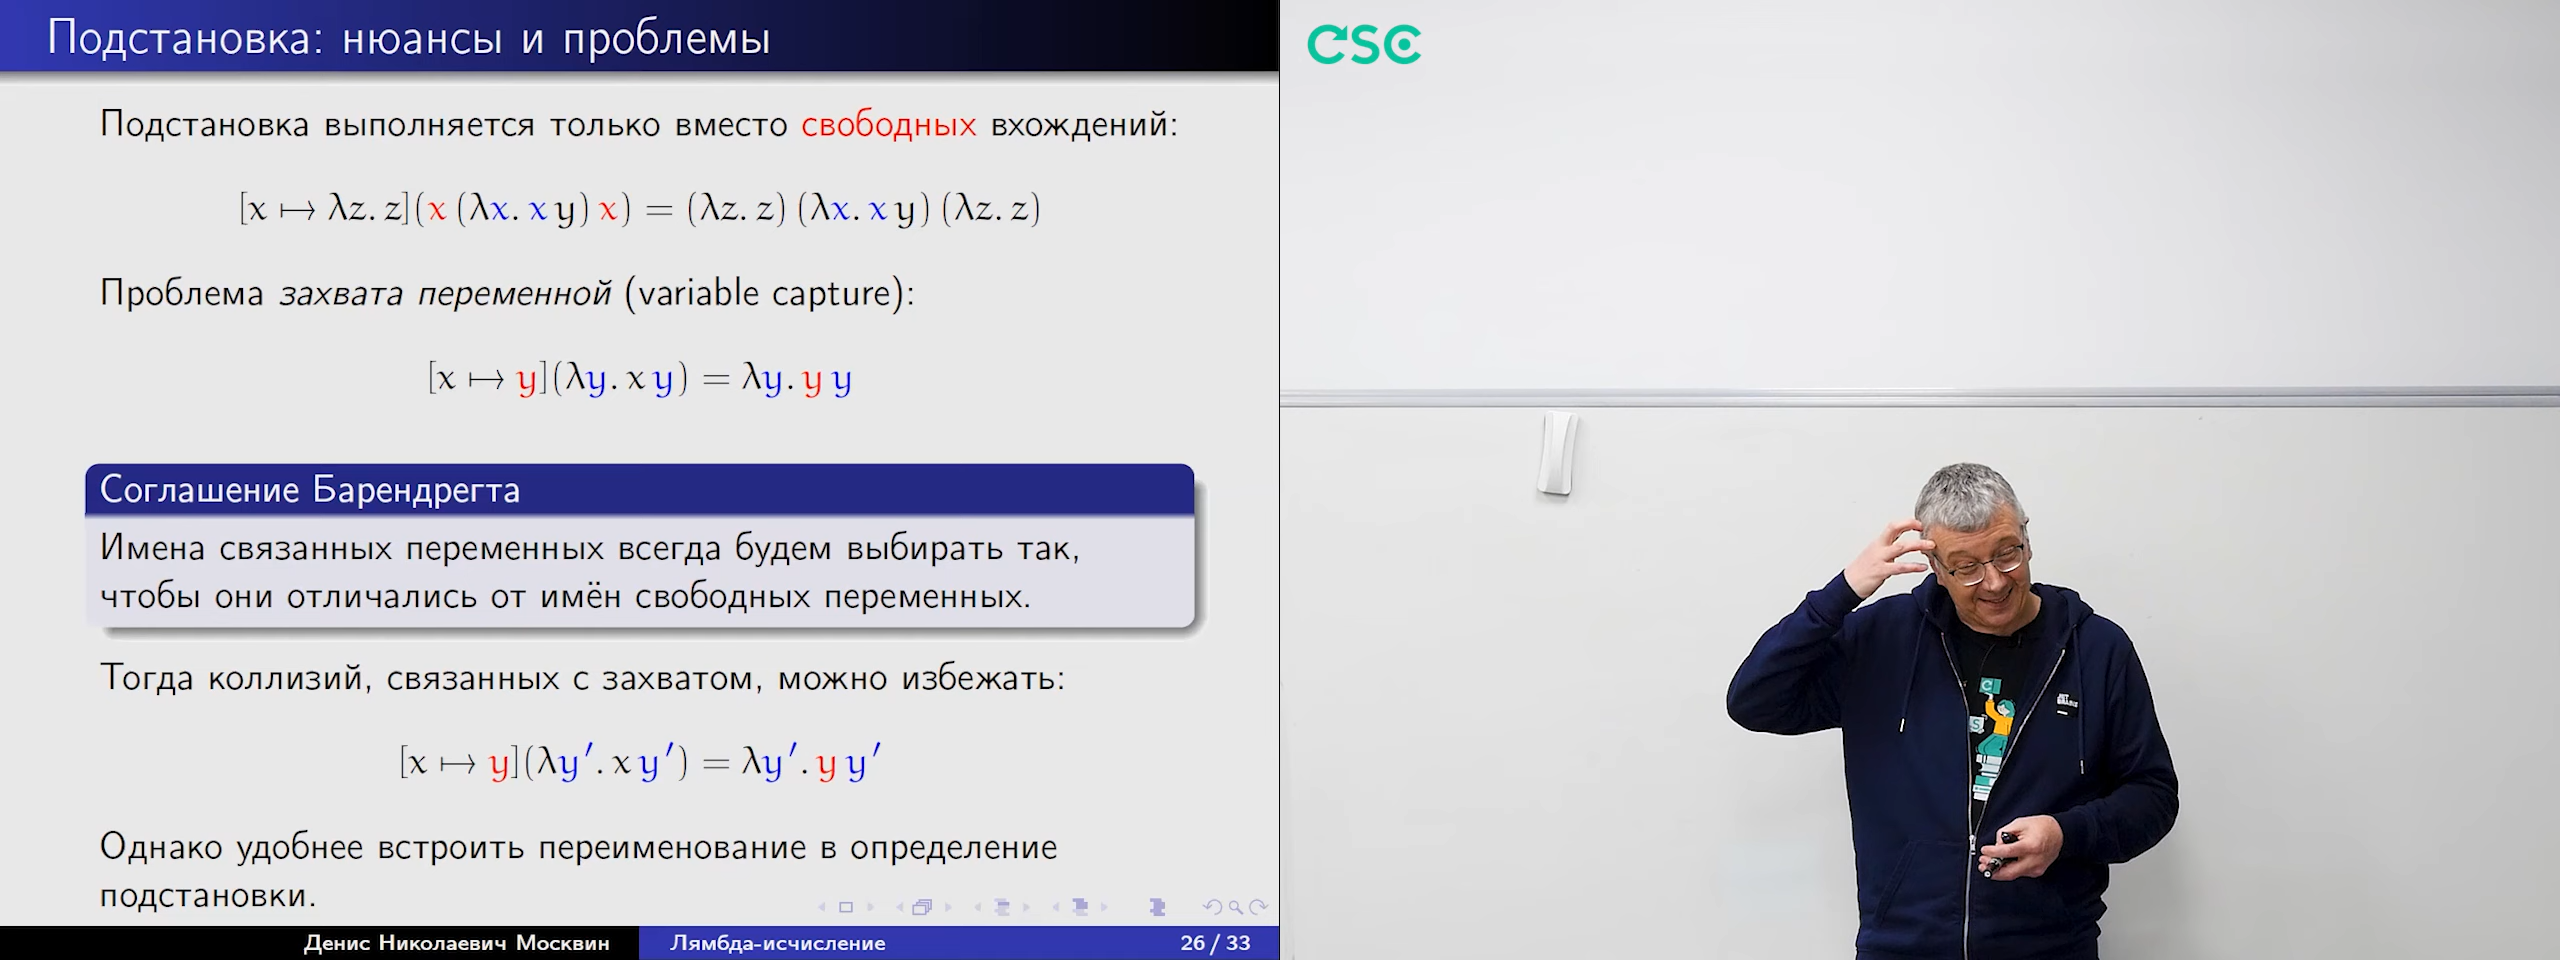 Подстановка: нюансы и проблемы
CSC
Подстановка выполняется только вместо свободных вхождений:
[x ↦ λz. z](x (λx. x y) x) = (λz. z) (λx. x y) (λz. z)
Проблема захвата переменной (variable capture):
[x ↦ y](λy. x y) = λy. y y
Соглашение Барендрегта
Имена связанных переменных всегда будем выбирать так,
чтобы они отличались от имён свободных переменных.
Тогда коллизий, связанных с захватом, можно избежать:
[x ↦ y](λy′. x y′) = λy′. y y′
Однако удобнее встроить переименование в определение
подстановки.
Денис Николаевич Москвин
Лямбда-исчисление
26 / 33